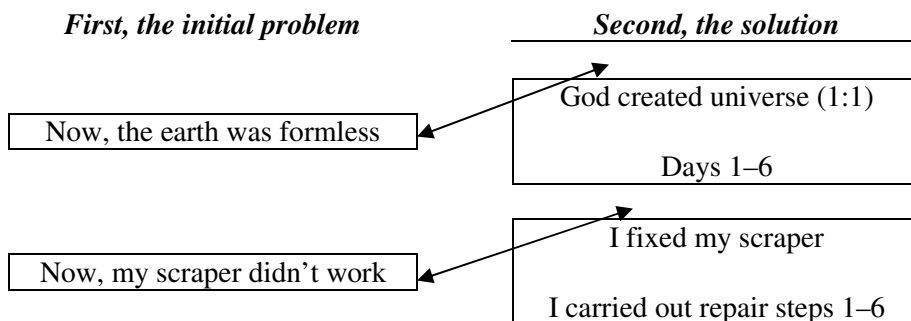 First, the initial problem
Second, the solution
God created universe (1:1)
Now, the earth was formless
Days 1–6
I fixed my scraper
Now, my scraper didn’t work
I carried out repair steps 1–6